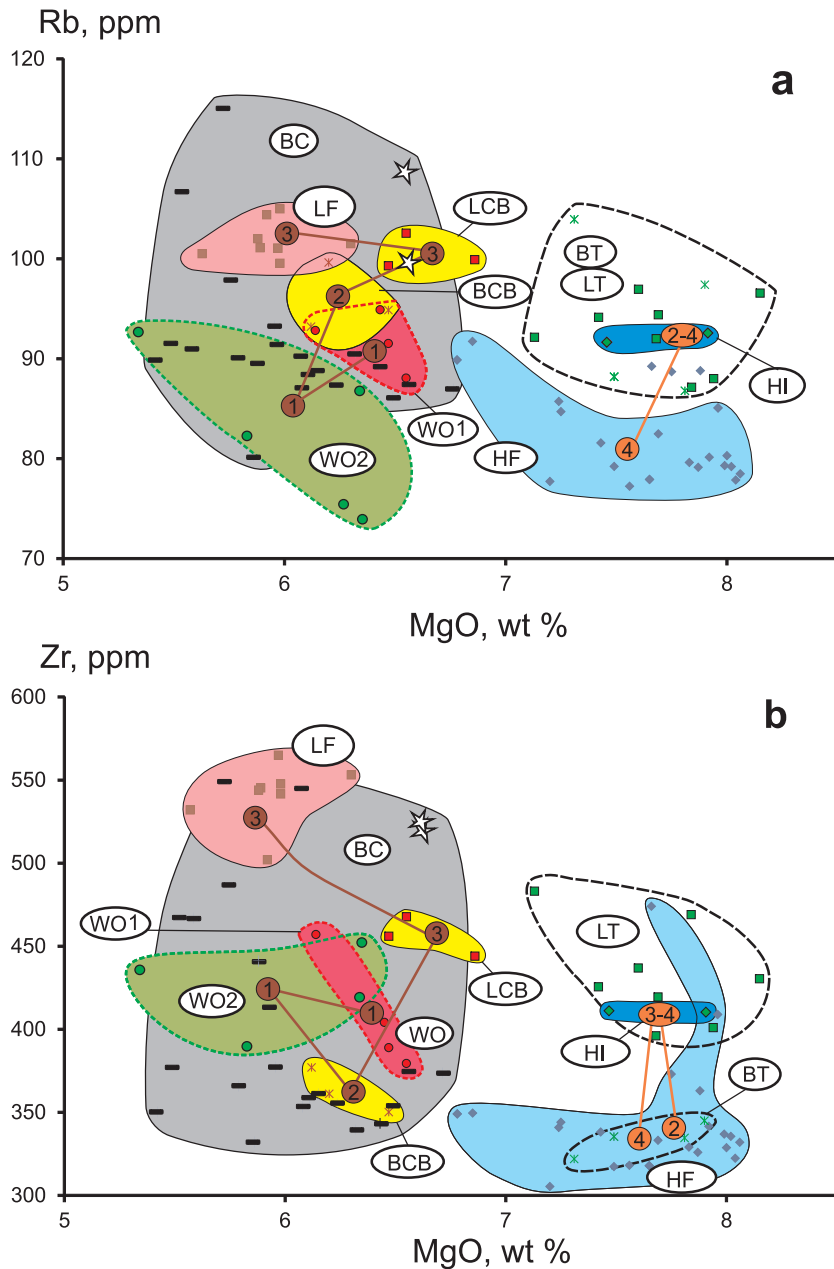 Rb, ppm
a
120
BC
110
LF
LCB
3
3
BT
100
LT
BCB
2
2-4
1
90
HI
1
WO1
WO2
HF
4
80
70
5
6
7
8
MgO, wt %
Zr, ppm
b
600
LF
550
3
BC
500
WO1
LT
3
450
LCB
WO2
1
1
3-4
WO
400
HI
BT
2
2
350
4
BCB
HF
300
5
6
7
8
MgO, wt %